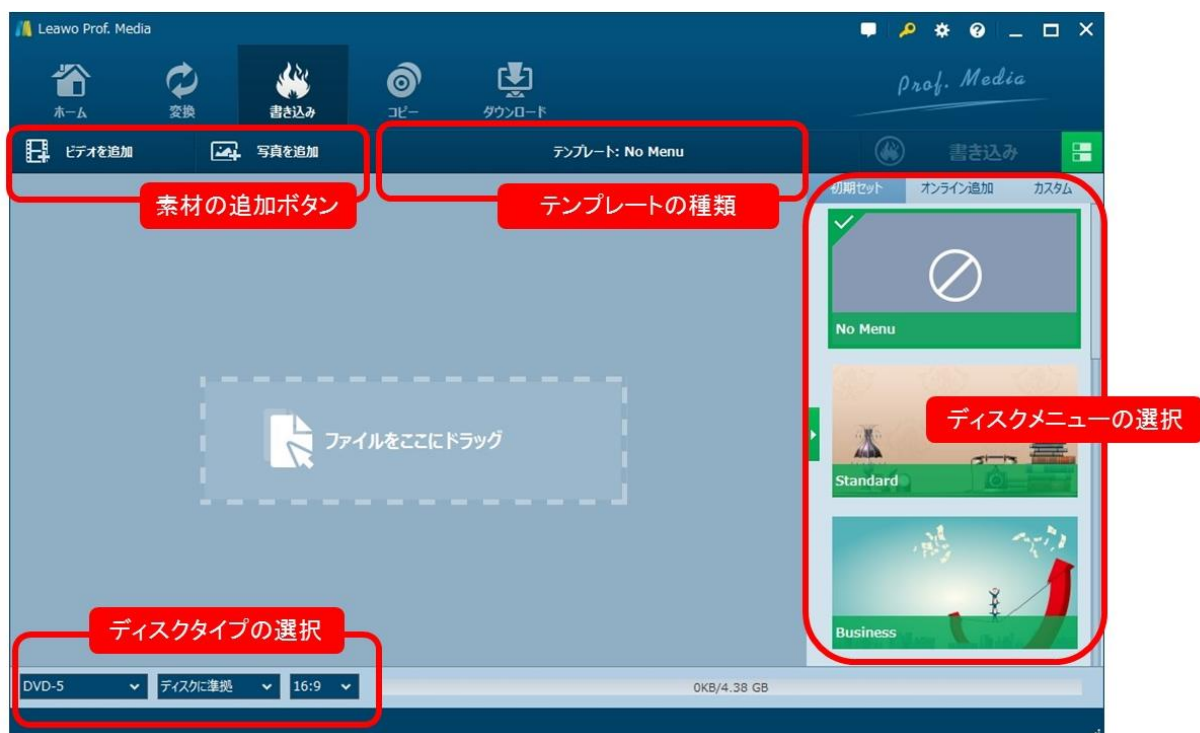 Leawo Prof. Media
ホーム
変換
書き込み
コピー
ダウンロード
Prof. Media
ビデオを追加
写真を追加
テンプレート: No Menu
書き込み
素材の追加ボタン
テンプレートの種類
初期セット
オンライン追加
カスタム
No Menu
ファイルをここにドラッグ
ディスクメニューの選択
Standard
Business
ディスクタイプの選択
DVD-5
ディスクに準拠
16:9
0KB/4.38 GB